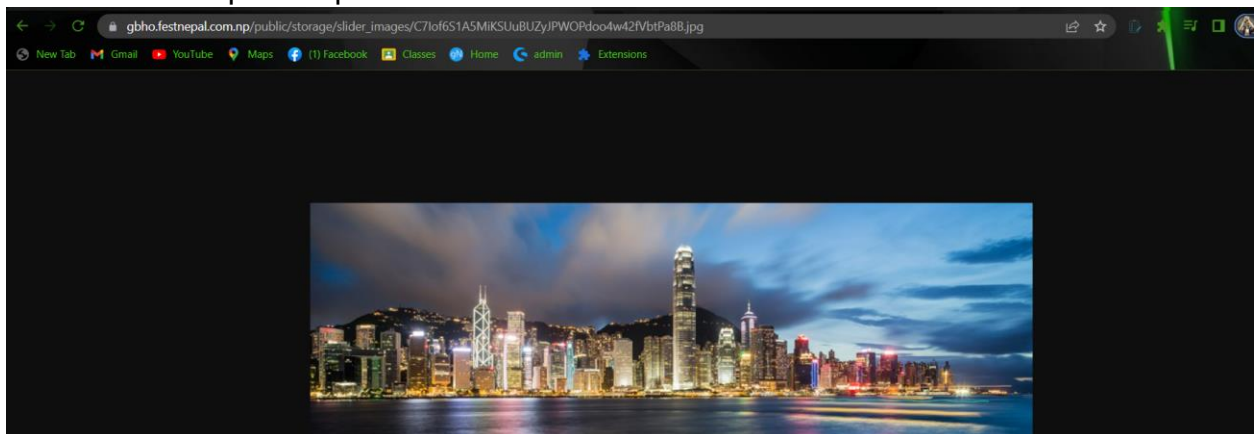 gbho.festnepal.com.np/public/storage/slider_images/C7Iof6S1A5MiKSUuBUZyJPWOPdoo4w42fVbtPa8B.jpg
New Tab Gmail YouTube Maps (1) Facebook Classes Home admin Extensions